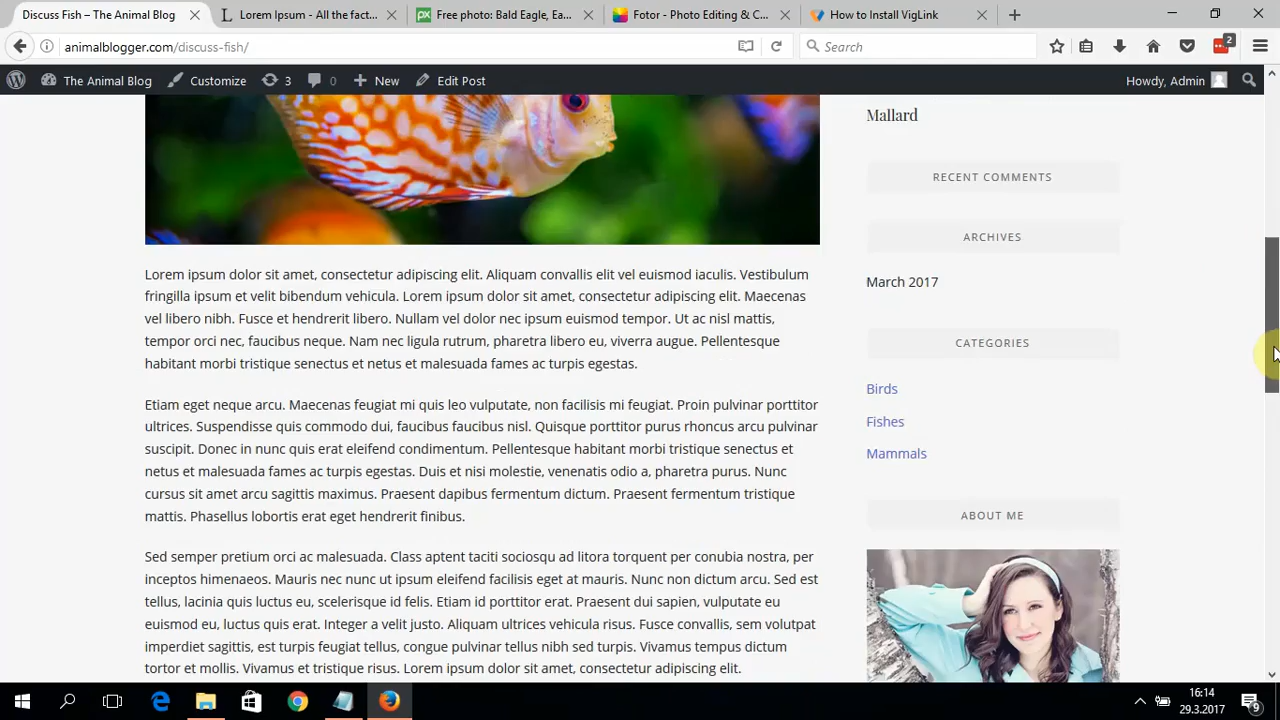 Discuss Fish – The Animal Blog
Lorem Ipsum - All the fact...
Free photo: Bald Eagle, Ea...
Fotor - Photo Editing & C...
How to Install VigLink
animalblogger.com/discuss-fish/
Search
2
The Animal Blog
Customize
3
0
New
Edit Post
Howdy, Admin
Mallard
RECENT COMMENTS
ARCHIVES
March 2017
CATEGORIES
Birds
Fishes
Mammals
ABOUT ME
Lorem ipsum dolor sit amet, consectetur adipiscing elit. Aliquam convallis elit vel euismod iaculis. Vestibulum
fringilla ipsum et velit bibendum vehicula. Lorem ipsum dolor sit amet, consectetur adipiscing elit. Maecenas
vel libero nibh. Fusce et hendrerit libero. Nullam vel dolor nec ipsum euismod tempor. Ut ac nisl mattis,
tempor orci nec, faucibus neque. Nam nec ligula rutrum, pharetra libero eu, viverra augue. Pellentesque
habitant morbi tristique senectus et netus et malesuada fames ac turpis egestas.
Etiam eget neque arcu. Maecenas feugiat mi quis leo vulputate, non facilisis mi feugiat. Proin pulvinar porttitor
ultrices. Suspendisse quis commodo dui, faucibus faucibus nisl. Quisque porttitor purus rhoncus arcu pulvinar
suscipit. Donec in nunc quis erat eleifend condimentum. Pellentesque habitant morbi tristique senectus et
netus et malesuada fames ac turpis egestas. Duis et nisi molestie, venenatis odio a, pharetra purus. Nunc
cursus sit amet arcu sagittis maximus. Praesent dapibus fermentum dictum. Praesent fermentum tristique
mattis. Phasellus lobortis erat eget hendrerit finibus.
Sed semper pretium orci ac malesuada. Class aptent taciti sociosqu ad litora torquent per conubia nostra, per
inceptos himenaeos. Mauris nec nunc ut ipsum eleifend facilisis eget at mauris. Nunc non dictum arcu. Sed est
tellus, lacinia quis luctus eu, scelerisque id felis. Etiam id porttitor erat. Praesent dui sapien, vulputate eu
euismod eu, luctus quis erat. Integer a velit justo. Aliquam ultrices vehicula risus. Fusce convallis, sem volutpat
imperdiet sagittis, est turpis feugiat tellus, congue pulvinar tellus nibh sed turpis. Vivamus tempus dictum
tortor et mollis. Vivamus et tristique risus. Lorem ipsum dolor sit amet, consectetur adipiscing elit.
16:14
29.3.2017
9